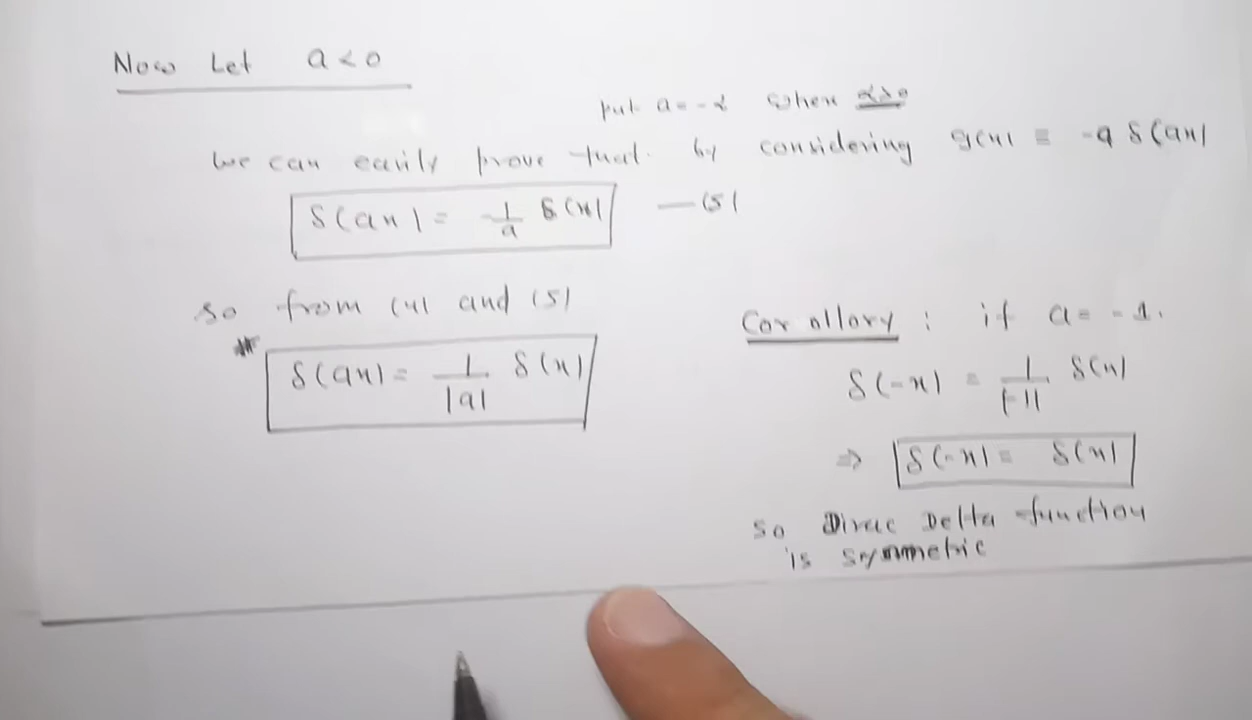 Now Let a<0
put a=-α when α>0
we can easily prove that by considering g(x) = -a δ(ax)
δ(ax) = -1/a δ(x) —(5)
so from (4) and (5)
* δ(ax) = 1/|a| δ(x)
Corollory : if a = -1.
δ(-x) = 1/|-1| δ(x)
⇒ δ(-x) = δ(x)
so Dirac Delta function
is symmetric